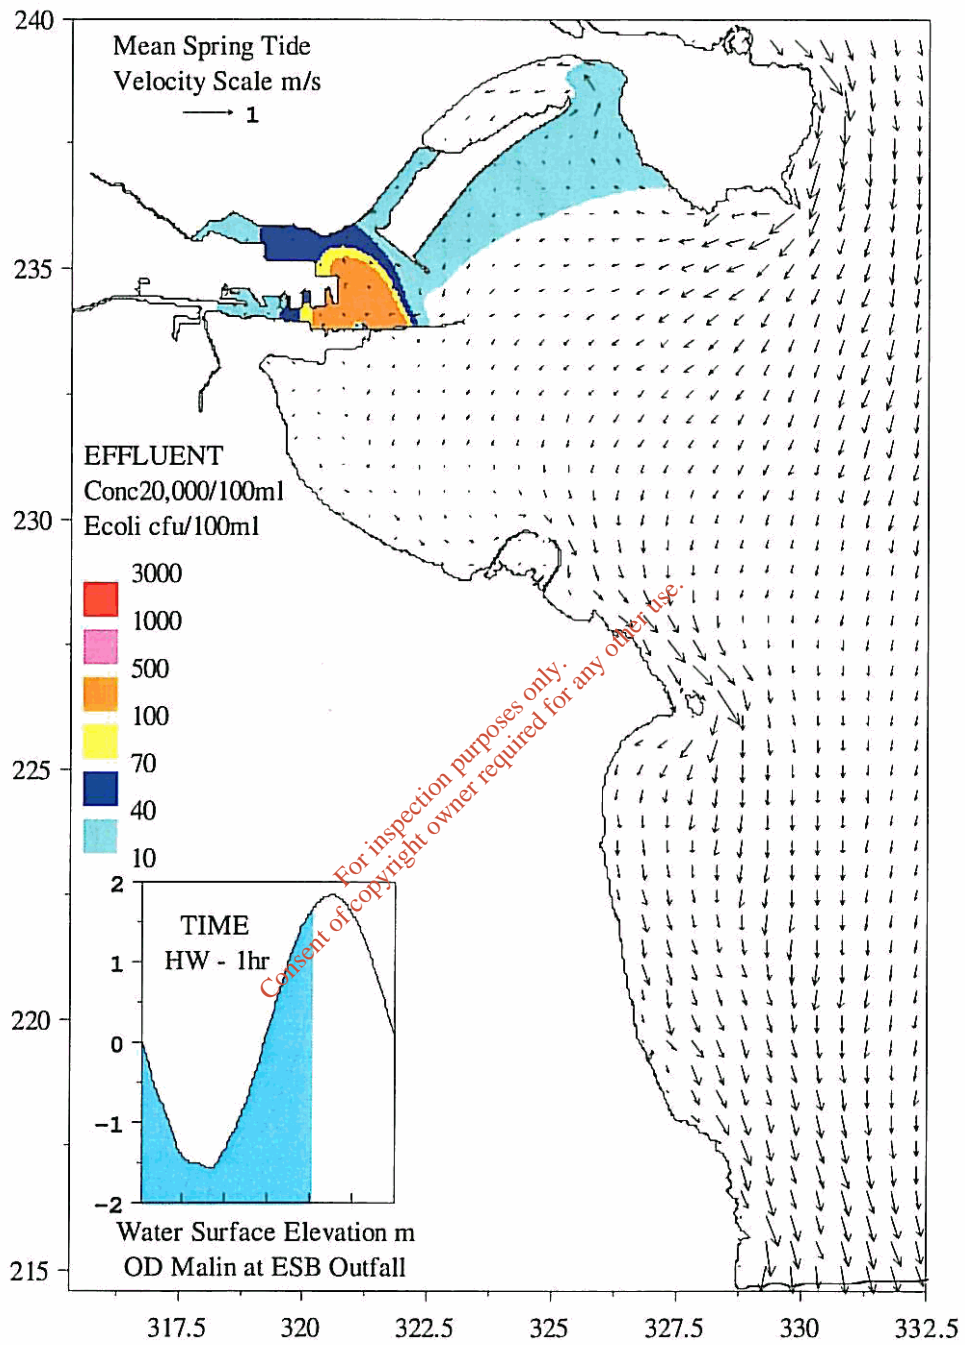 240
Mean Spring Tide
Velocity Scale m/s
1
235
EFFLUENT
Conc20,000/100ml
Ecoli cfu/100ml
230
3000
1000
500
100
70
40
10
225
For inspection purposes only.
Consent of copyright owner required for any other use.
2
TIME
HW - 1hr
1
220
0
-1
-2
Water Surface Elevation m
OD Malin at ESB Outfall
215
317.5
320
322.5
325
327.5
330
332.5